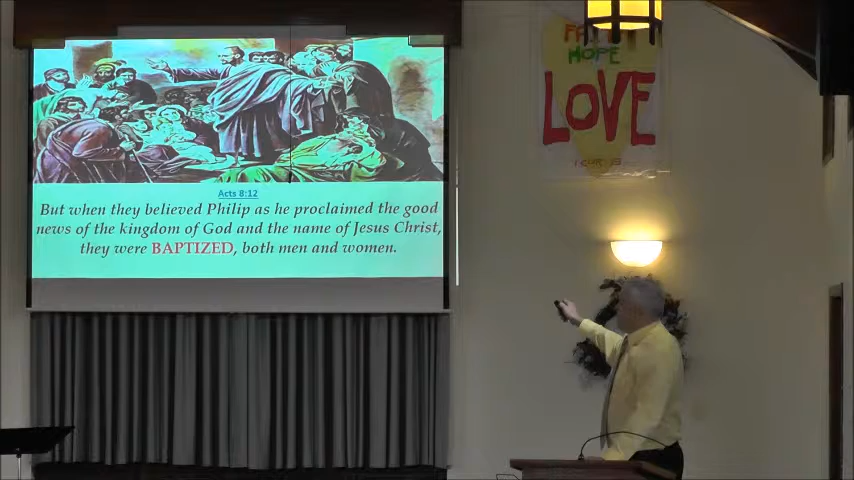 Acts 8:12
But when they believed Philip as he proclaimed the good
news of the kingdom of God and the name of Jesus Christ,
they were BAPTIZED, both men and women.
HOPE
LOVE